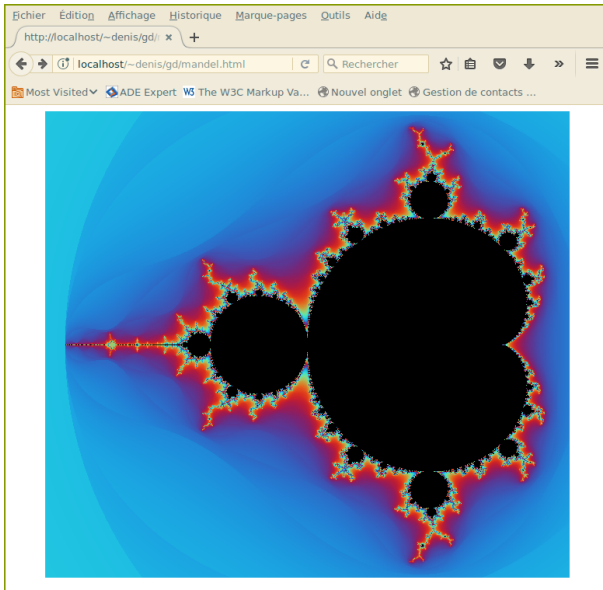 Fichier Édition Affichage Historique Marque-pages Outils Aide
http://localhost/~denis/gd/ × +
localhost/~denis/gd/mandel.html Rechercher
Most Visited ADE Expert W3 The W3C Markup Va... Nouvel onglet Gestion de contacts ...